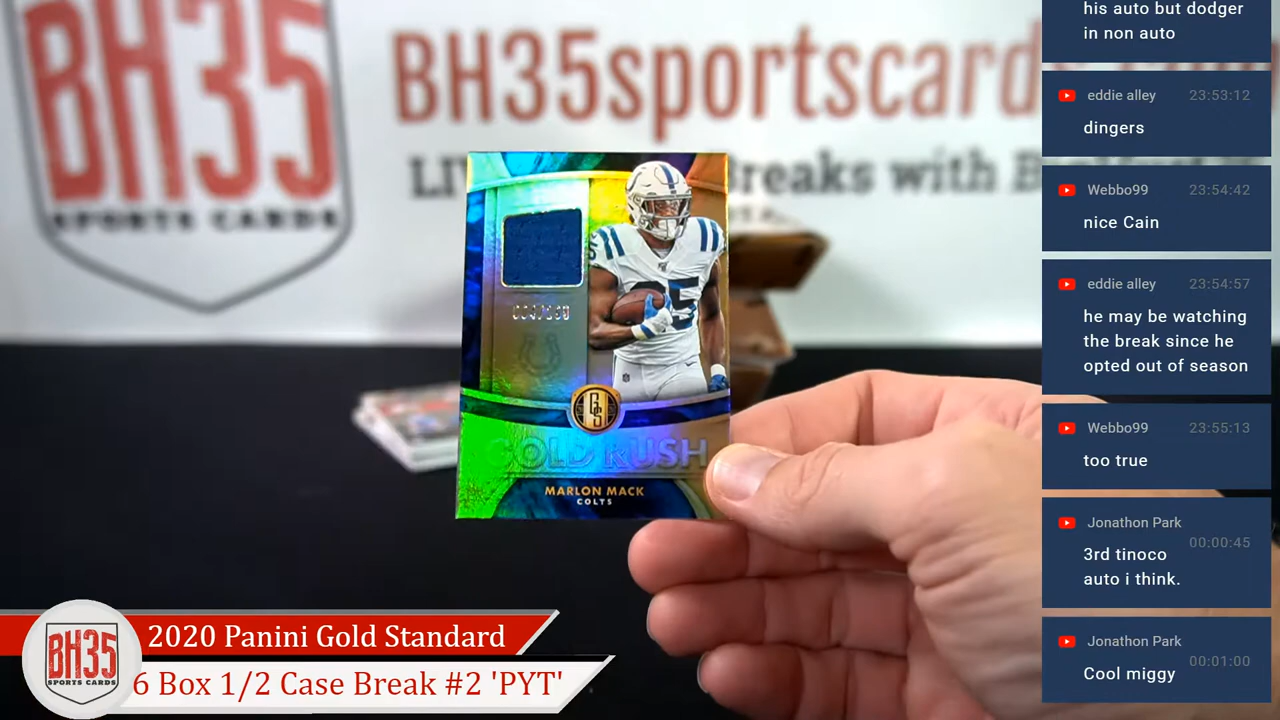 BH35
SPORTS CARDS
BH35sportscards
reaks with
GOLD RUSH
GS
MARLON MACK
COLTS
BH35
SPORTS CARDS
2020 Panini Gold Standard
6 Box 1/2 Case Break #2 'PYT'
his auto but dodger
in non auto
eddie alley 23:53:12
dingers
Webbo99 23:54:42
nice Cain
eddie alley 23:54:57
he may be watching
the break since he
opted out of season
Webbo99 23:55:13
too true
Jonathon Park 00:00:45
3rd tinoco
auto i think.
Jonathon Park 00:01:00
Cool miggy